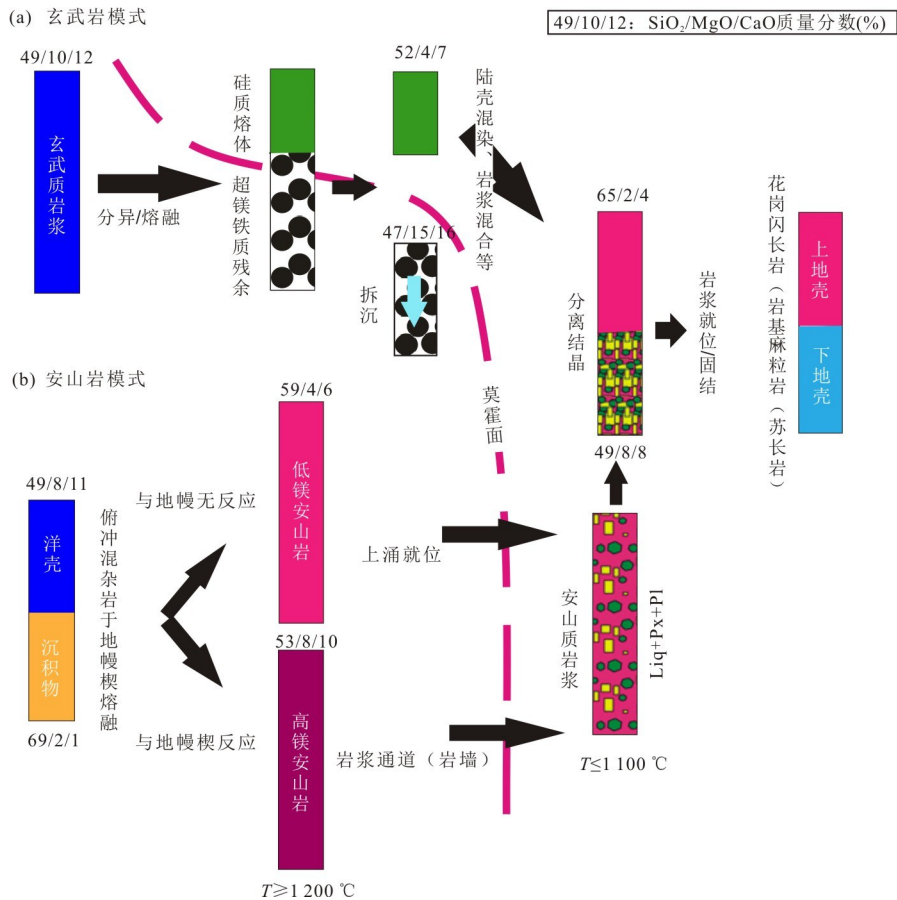 (a) 玄武岩模式
49/10/12：SiO₂/MgO/CaO质量分数(%)
49/10/12
玄武质岩浆
分异/熔融
硅质熔体
超镁铁质残余
52/4/7
47/15/16
拆沉
陆壳混染、岩浆混合等
65/2/4
分离结晶
49/8/8
岩浆就位/固结
花岗闪长岩（岩基麻粒岩（苏长岩）
上地壳
下地壳
(b) 安山岩模式
49/8/11
洋壳
沉积物
69/2/1
俯冲混杂岩于地幔楔熔融
与地幔无反应
与地幔楔反应
59/4/6
低镁安山岩
53/8/10
高镁安山岩
T≥1 200 ℃
莫霍面
上涌就位
岩浆通道（岩墙）
安山质岩浆
Liq+Px+Pl
T≤1 100 ℃